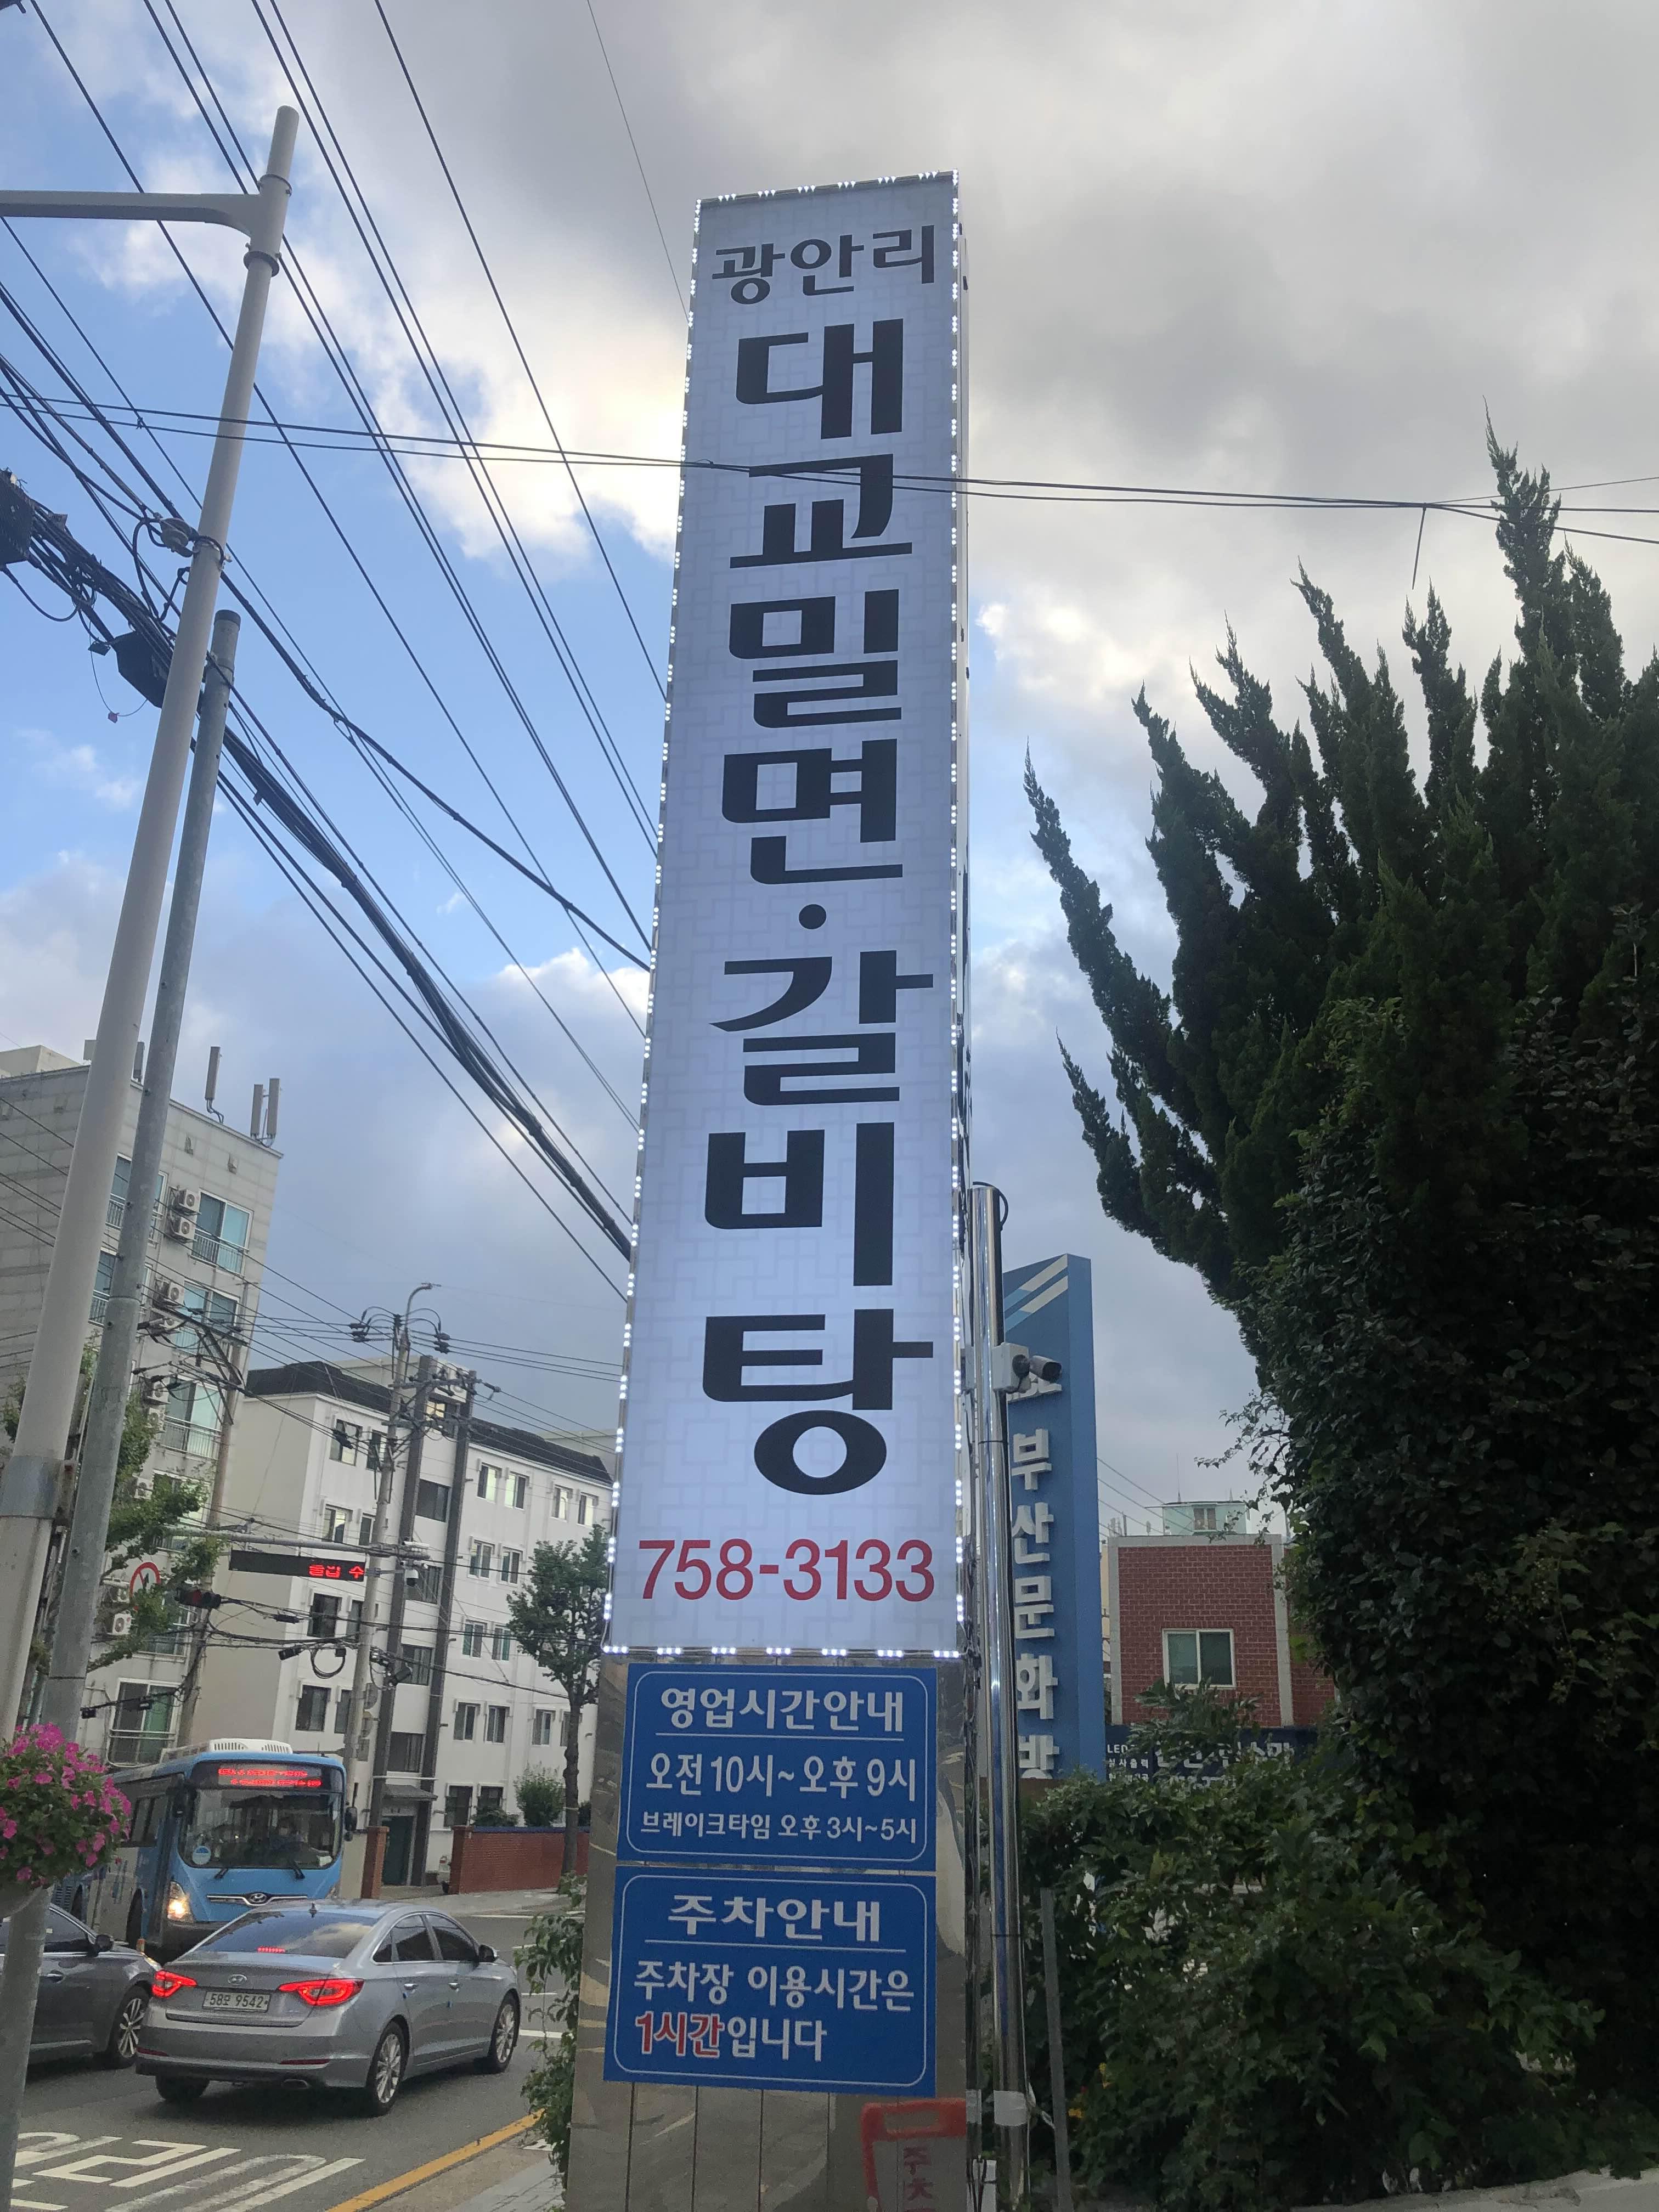 광안리
대교밀면·갈비탕
758-3133
영업시간안내
오전 10시~오후 9시
브레이크타임 오후 3시~5시
주차안내
주차장 이용시간은
1시간입니다
부산문화방
58모 9542